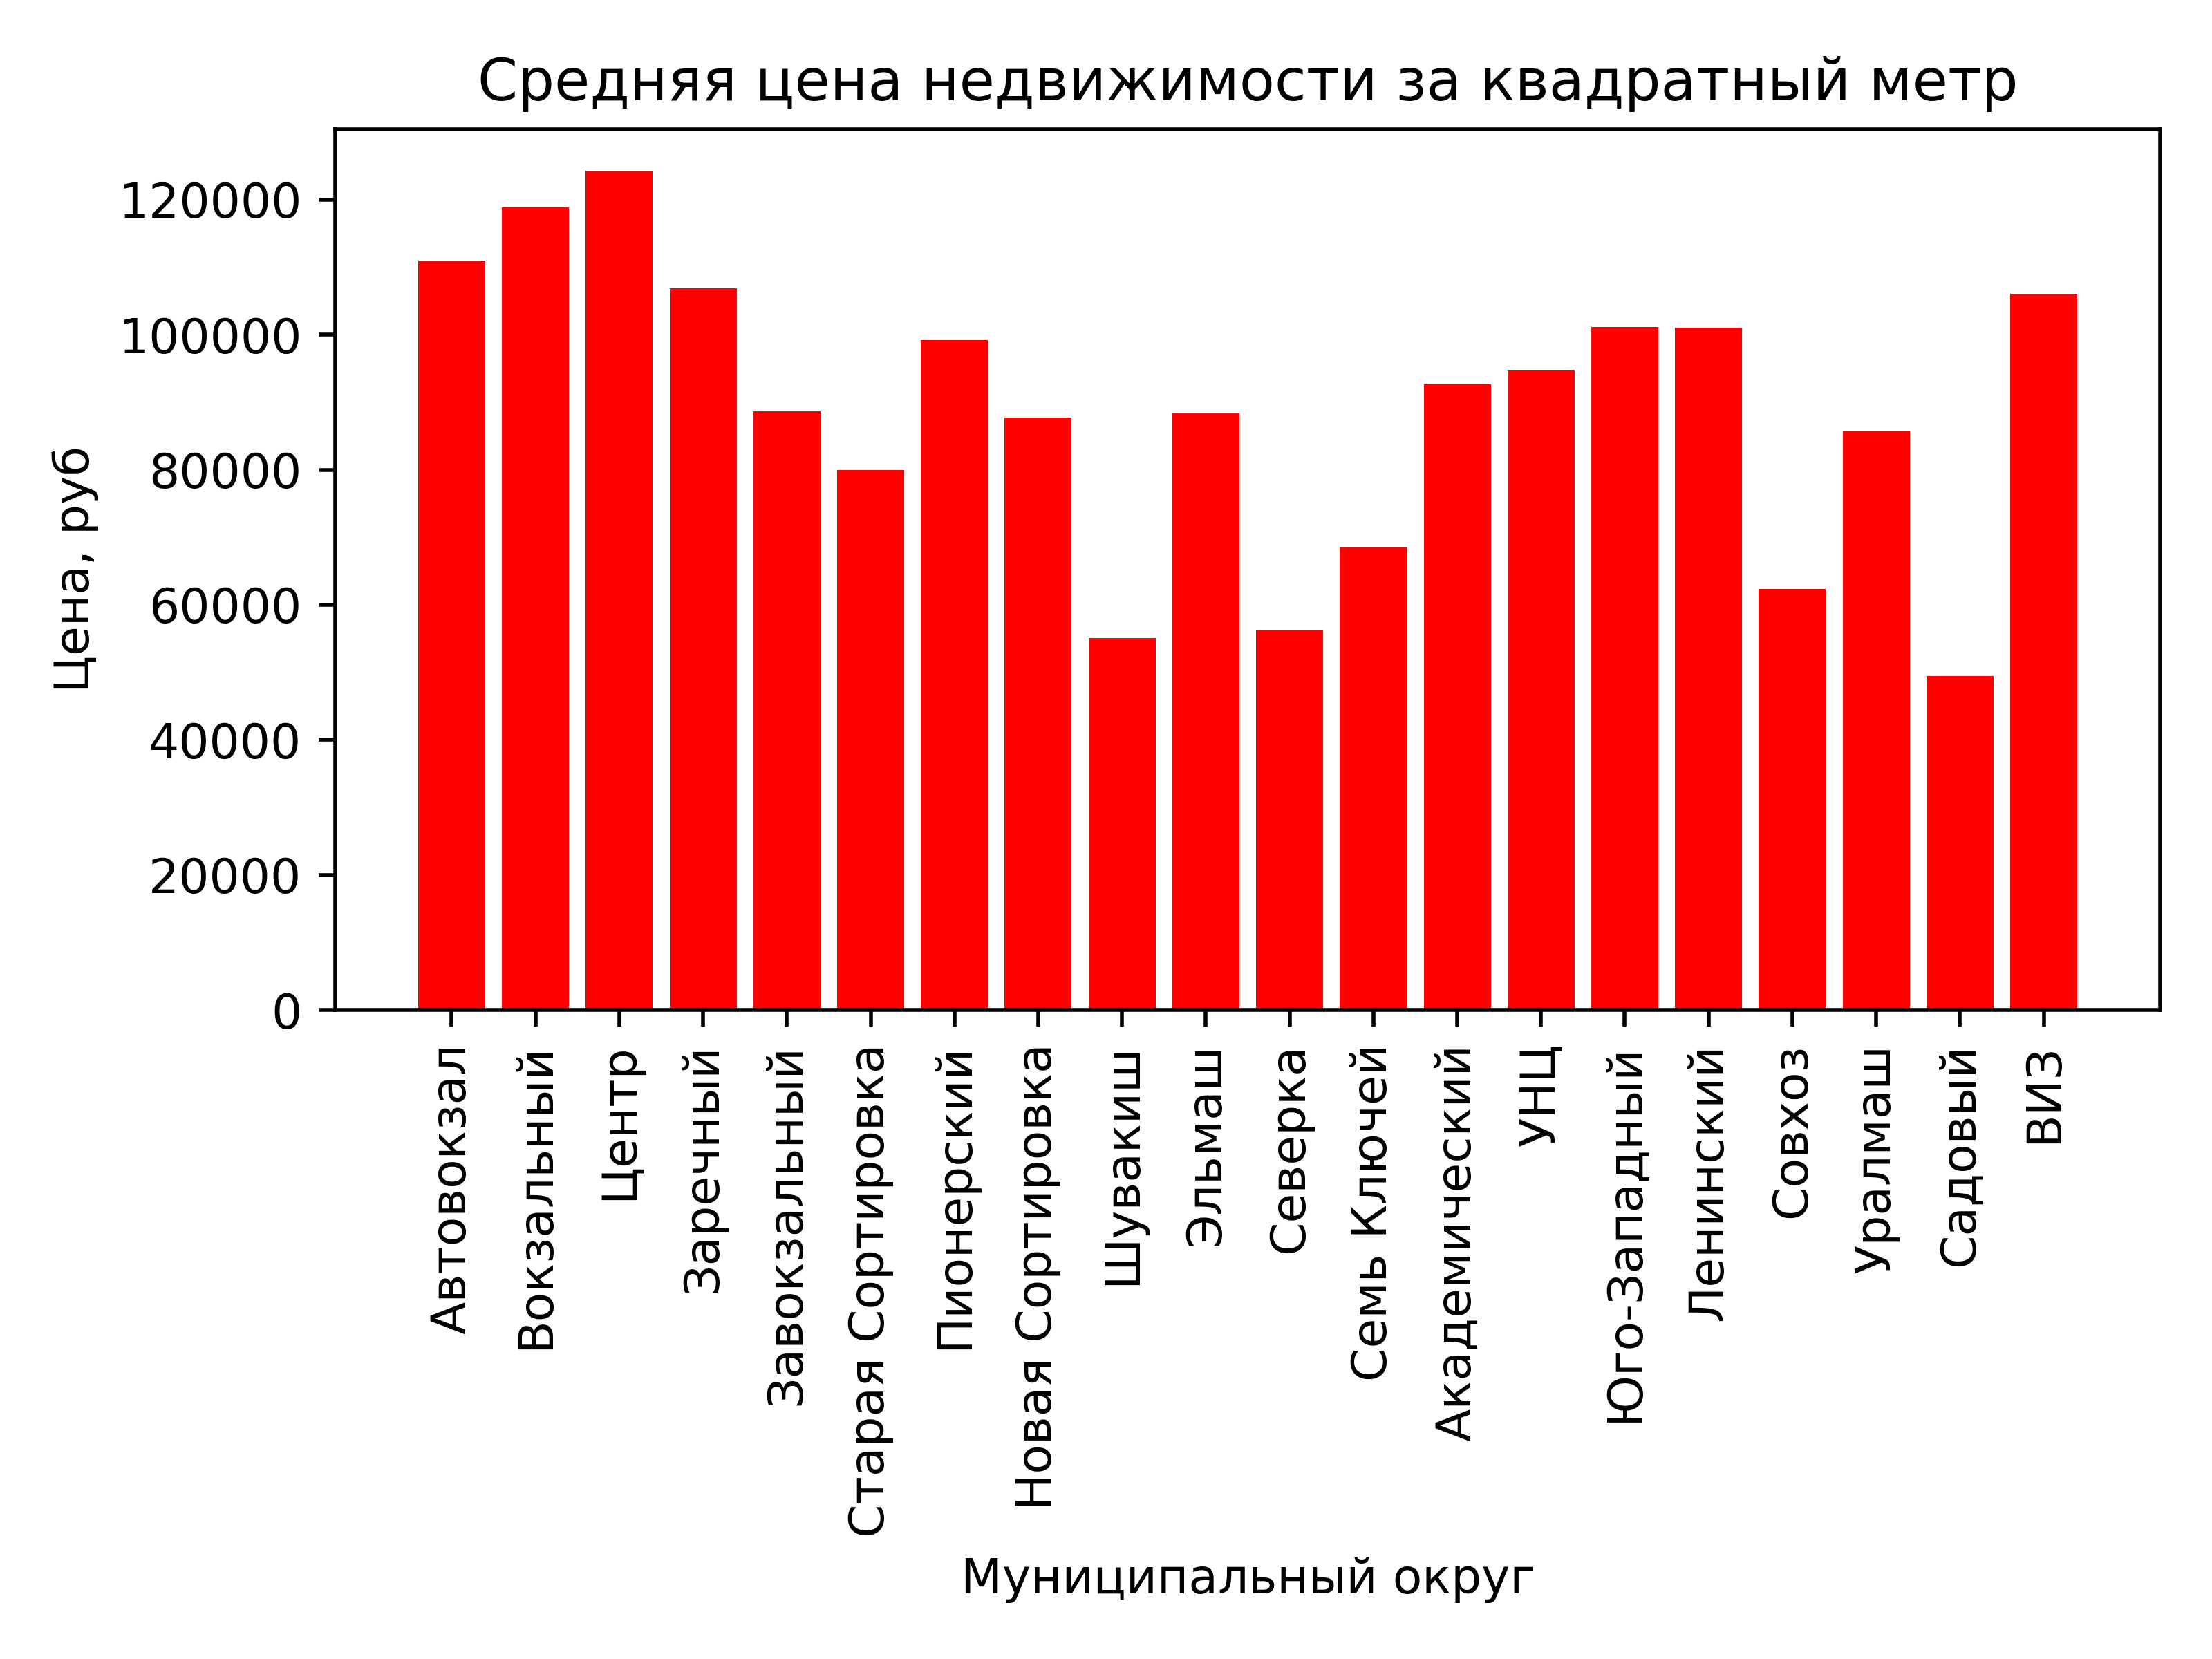 Средняя цена недвижимости за квадратный метр
Цена, руб
120000
100000
80000
60000
40000
20000
0
Автовокзал
Вокзальный
Центр
Заречный
Завокзальный
Старая Сортировка
Пионерский
Новая Сортировка
Шувакиш
Эльмаш
Северка
Семь Ключей
Академический
УНЦ
Юго-Западный
Ленинский
Совхоз
Уралмаш
Садовый
ВИЗ
Муниципальный округ